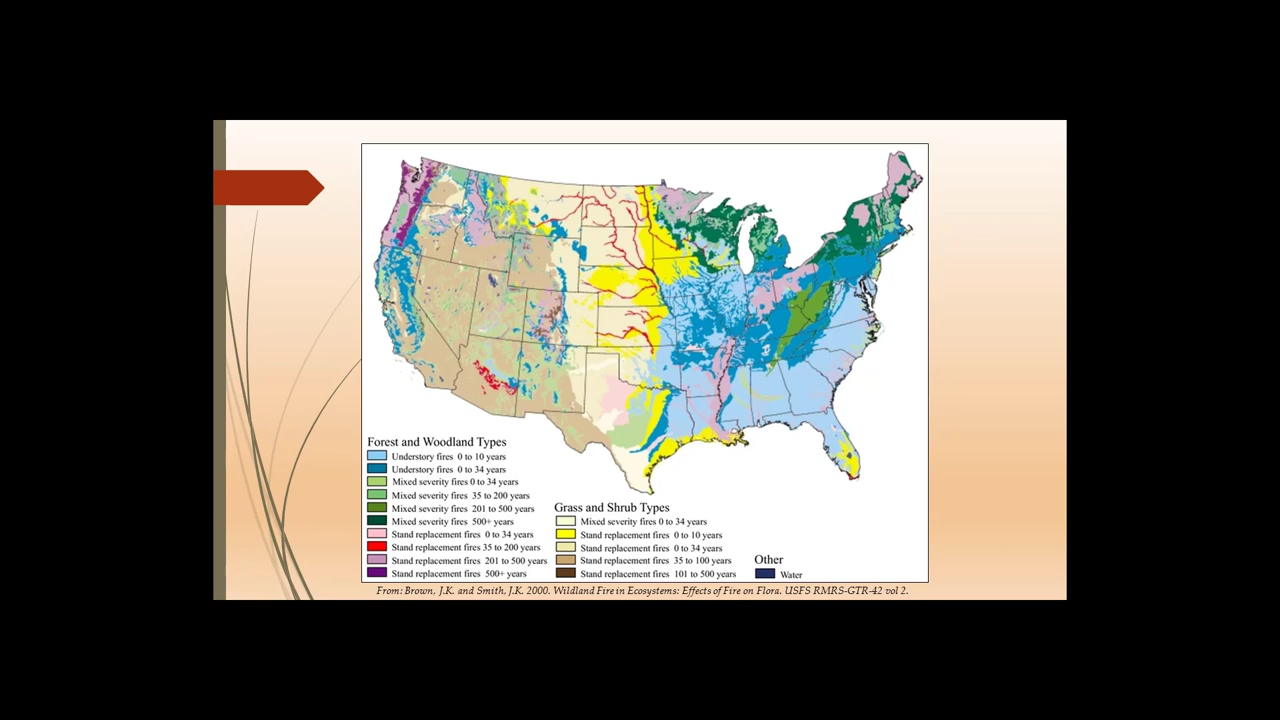 Forest and Woodland Types
Understory fires 0 to 10 years
Understory fires 0 to 34 years
Mixed severity fires 0 to 34 years
Mixed severity fires 35 to 200 years
Mixed severity fires 201 to 500 years
Mixed severity fires 500+ years
Stand replacement fires 0 to 34 years
Stand replacement fires 35 to 200 years
Stand replacement fires 201 to 500 years
Stand replacement fires 500+ years
Grass and Shrub Types
Mixed severity fires 0 to 34 years
Stand replacement fires 0 to 10 years
Stand replacement fires 0 to 34 years
Stand replacement fires 35 to 100 years
Stand replacement fires 101 to 500 years
Other
Water
From: Brown, J.K. and Smith, J.K. 2000. Wildland Fire in Ecosystems: Effects of Fire on Flora. USFS RMRS-GTR-42 vol 2.